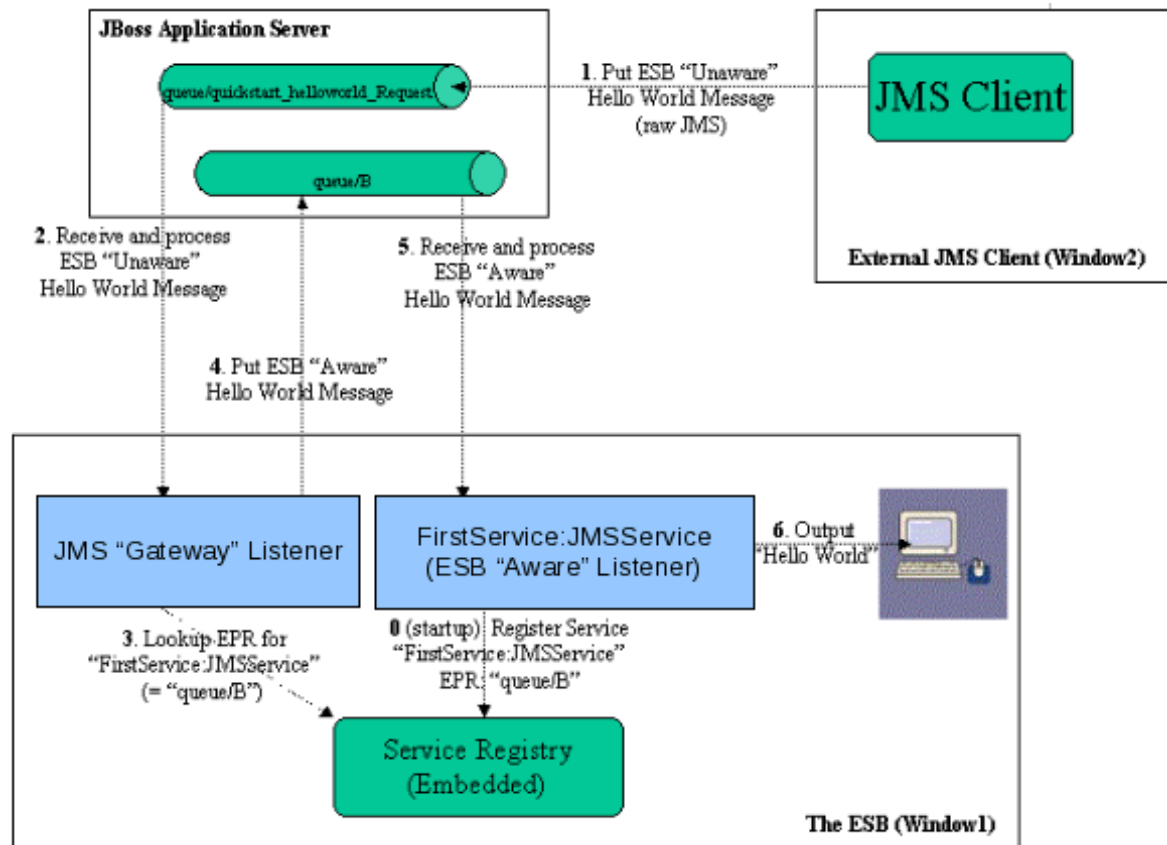 JBoss Application Server
queue/quickstart_helloworld_Request
queue/B
1. Put ESB “Unaware”
Hello World Message
(raw JMS)
JMS Client
External JMS Client (Window2)
2. Receive and process
ESB “Unaware”
Hello World Message
5. Receive and process
ESB “Aware”
Hello World Message
4. Put ESB “Aware”
Hello World Message
JMS “Gateway” Listener
FirstService:JMSService
(ESB “Aware” Listener)
6. Output
“Hello World”
3. Lookup EPR for
“FirstService:JMSService”
(= “queue/B”)
0 (startup) Register Service
“FirstService:JMSService”
EPR: “queue/B”
Service Registry
(Embedded)
The ESB (Window1)